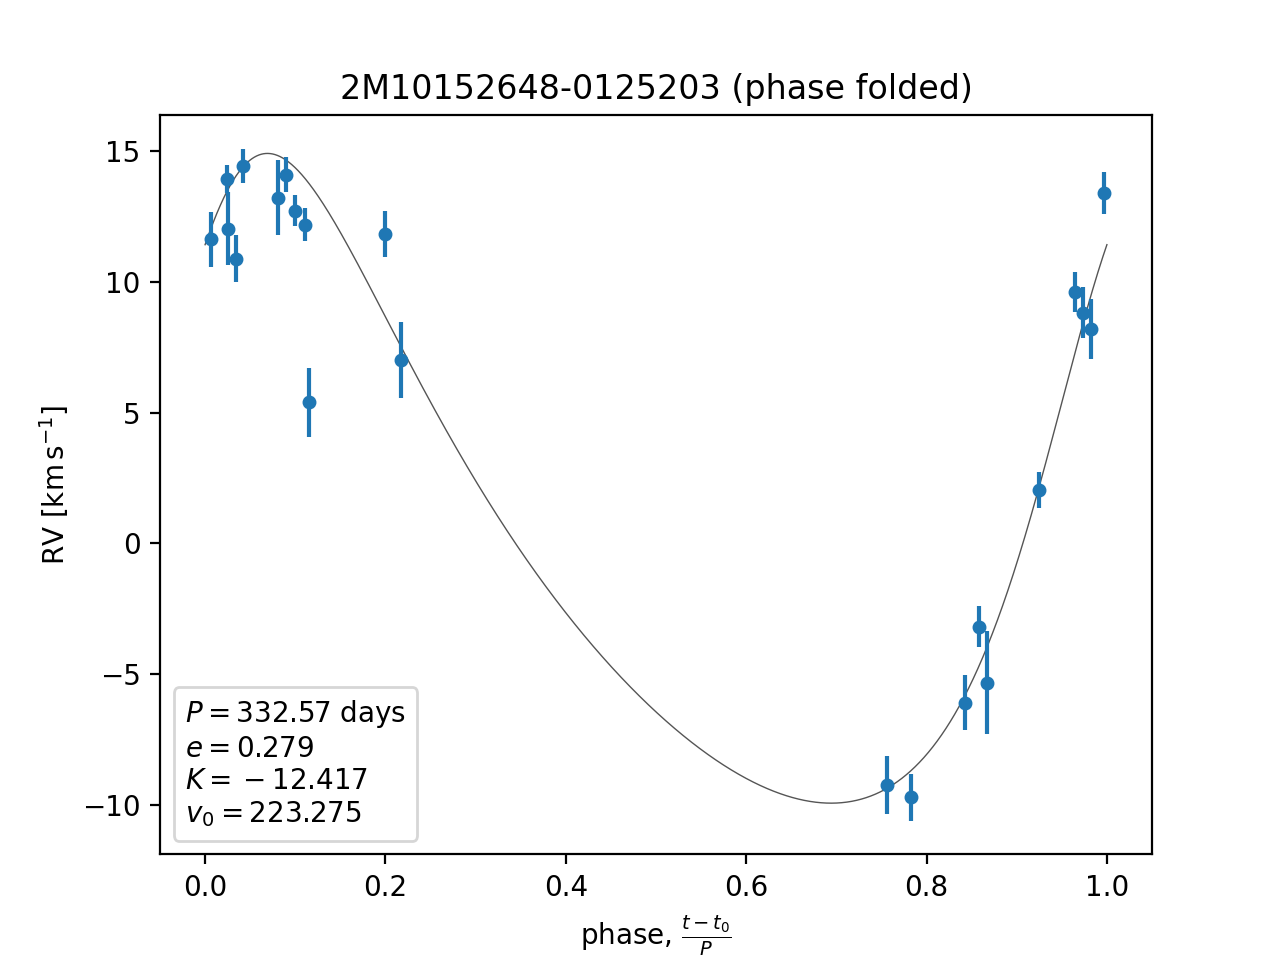 2M10152648-0125203 (phase folded)
15
10
5
0
−5
−10
RV [km s⁻¹]
P = 332.57 days
e = 0.279
K = −12.417
v₀ = 223.275
0.0 0.2 0.4 0.6 0.8 1.0
phase, (t − t₀)/P